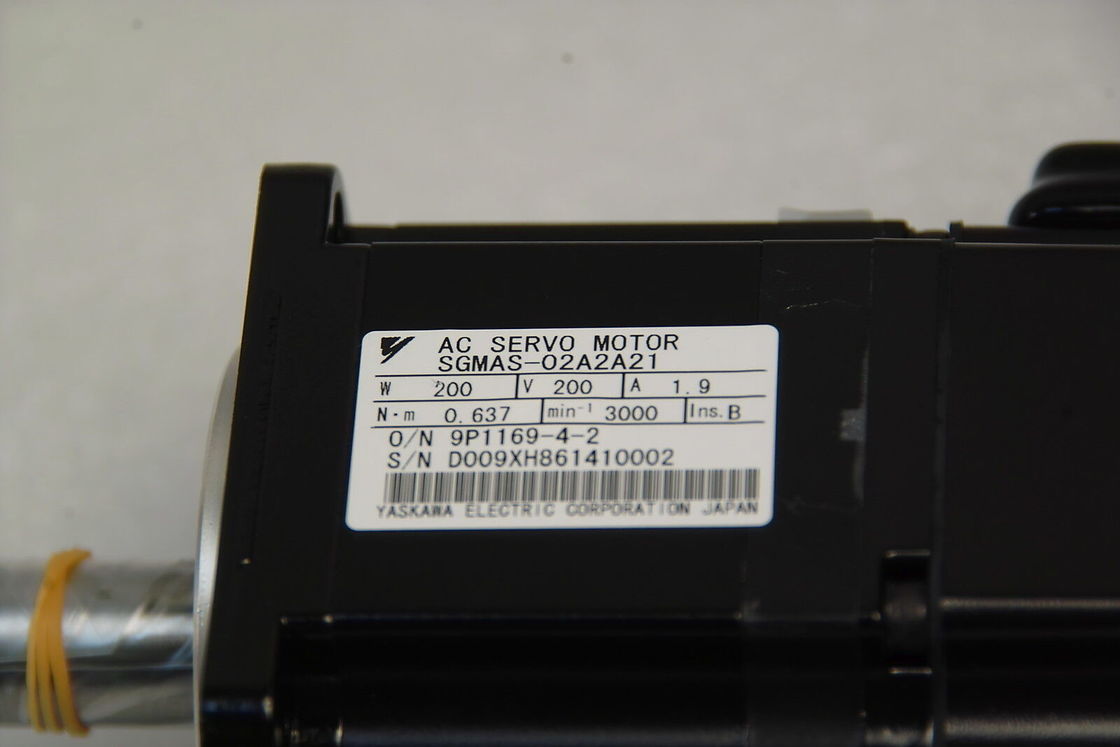 AC SERVO MOTOR
SGMAS-02A2A21
W 200 V 200 A 1.9
N·m 0.637 min⁻¹ 3000 Ins. B
O/N 9P1169-4-2
S/N D009XH861410002
YASKAWA ELECTRIC CORPORATION JAPAN